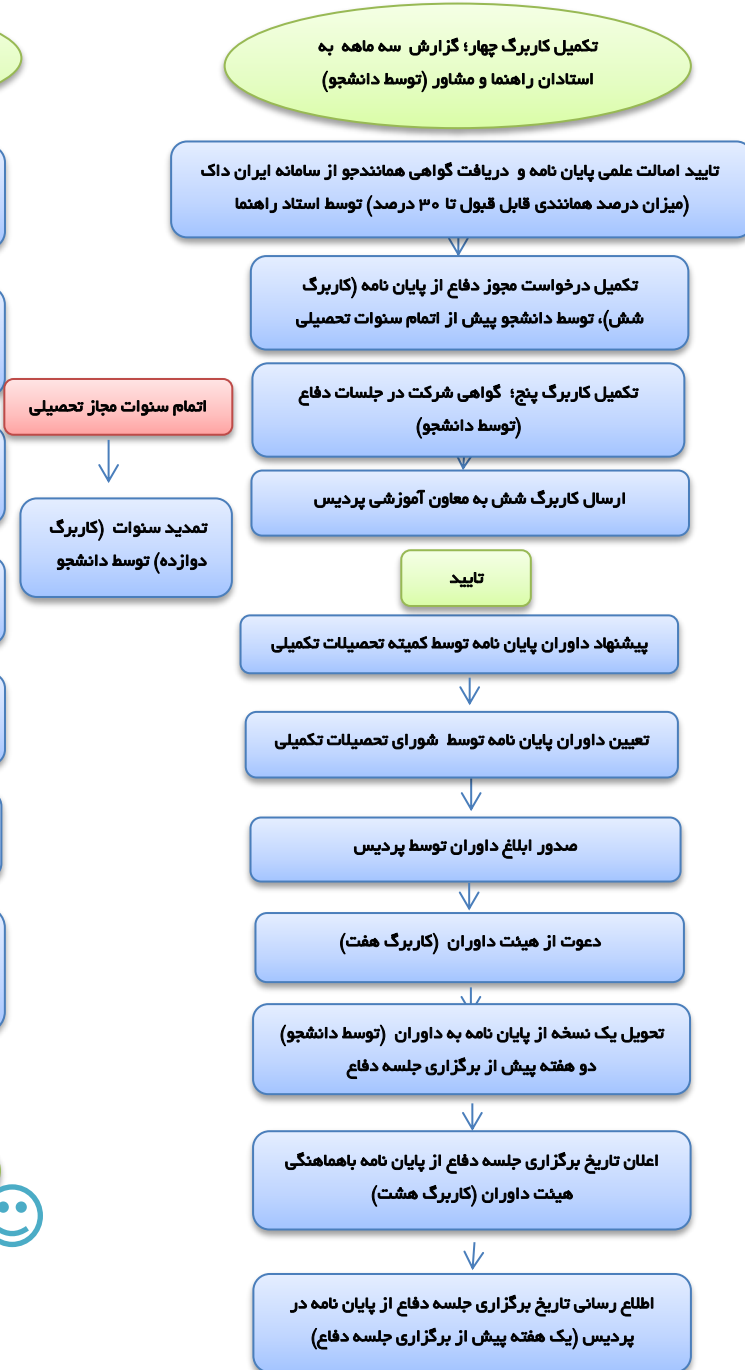 تکمیل کاربرگ چهار؛ گزارش سه ماهه به
استادان راهنما و مشاور (توسط دانشجو)
تایید اصالت علمی پایان نامه و دریافت گواهی همانندجو از سامانه ایران داک
(میزان درصد همانندی قابل قبول تا ۳۰ درصد) توسط استاد راهنما
تکمیل درخواست مجوز دفاع از پایان نامه (کاربرگ
شش)، توسط دانشجو پیش از اتمام سنوات تحصیلی
تکمیل کاربرگ پنج؛ گواهی شرکت در جلسات دفاع
(توسط دانشجو)
ارسال کاربرگ شش به معاون آموزشی پردیس
اتمام سنوات مجاز تحصیلی
تمدید سنوات (کاربرگ
دوازده) توسط دانشجو
تایید
پیشنهاد داوران پایان نامه توسط کمیته تحصیلات تکمیلی
تعیین داوران پایان نامه توسط شورای تحصیلات تکمیلی
صدور ابلاغ داوران توسط پردیس
دعوت از هیئت داوران (کاربرگ هفت)
تحویل یک نسخه از پایان نامه به داوران (توسط دانشجو)
دو هفته پیش از برگزاری جلسه دفاع
اعلان تاریخ برگزاری جلسه دفاع از پایان نامه باهماهنگی
هیئت داوران (کاربرگ هشت)
اطلاع رسانی تاریخ برگزاری جلسه دفاع از پایان نامه در
پردیس (یک هفته پیش از برگزاری جلسه دفاع)